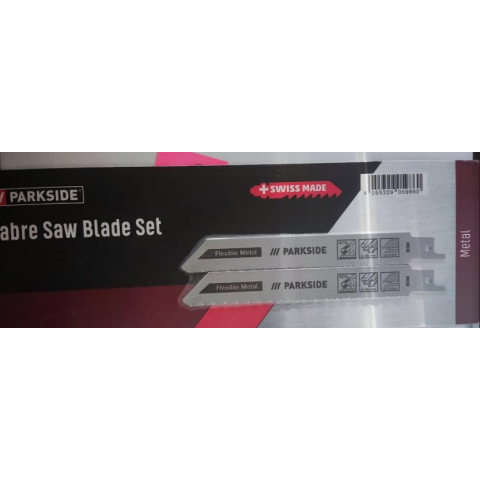 /// PARKSIDE
SWISS MADE
abre Saw Blade Set
Flexible Metal /// PARKSIDE
Flexible Metal /// PARKSIDE
Metal